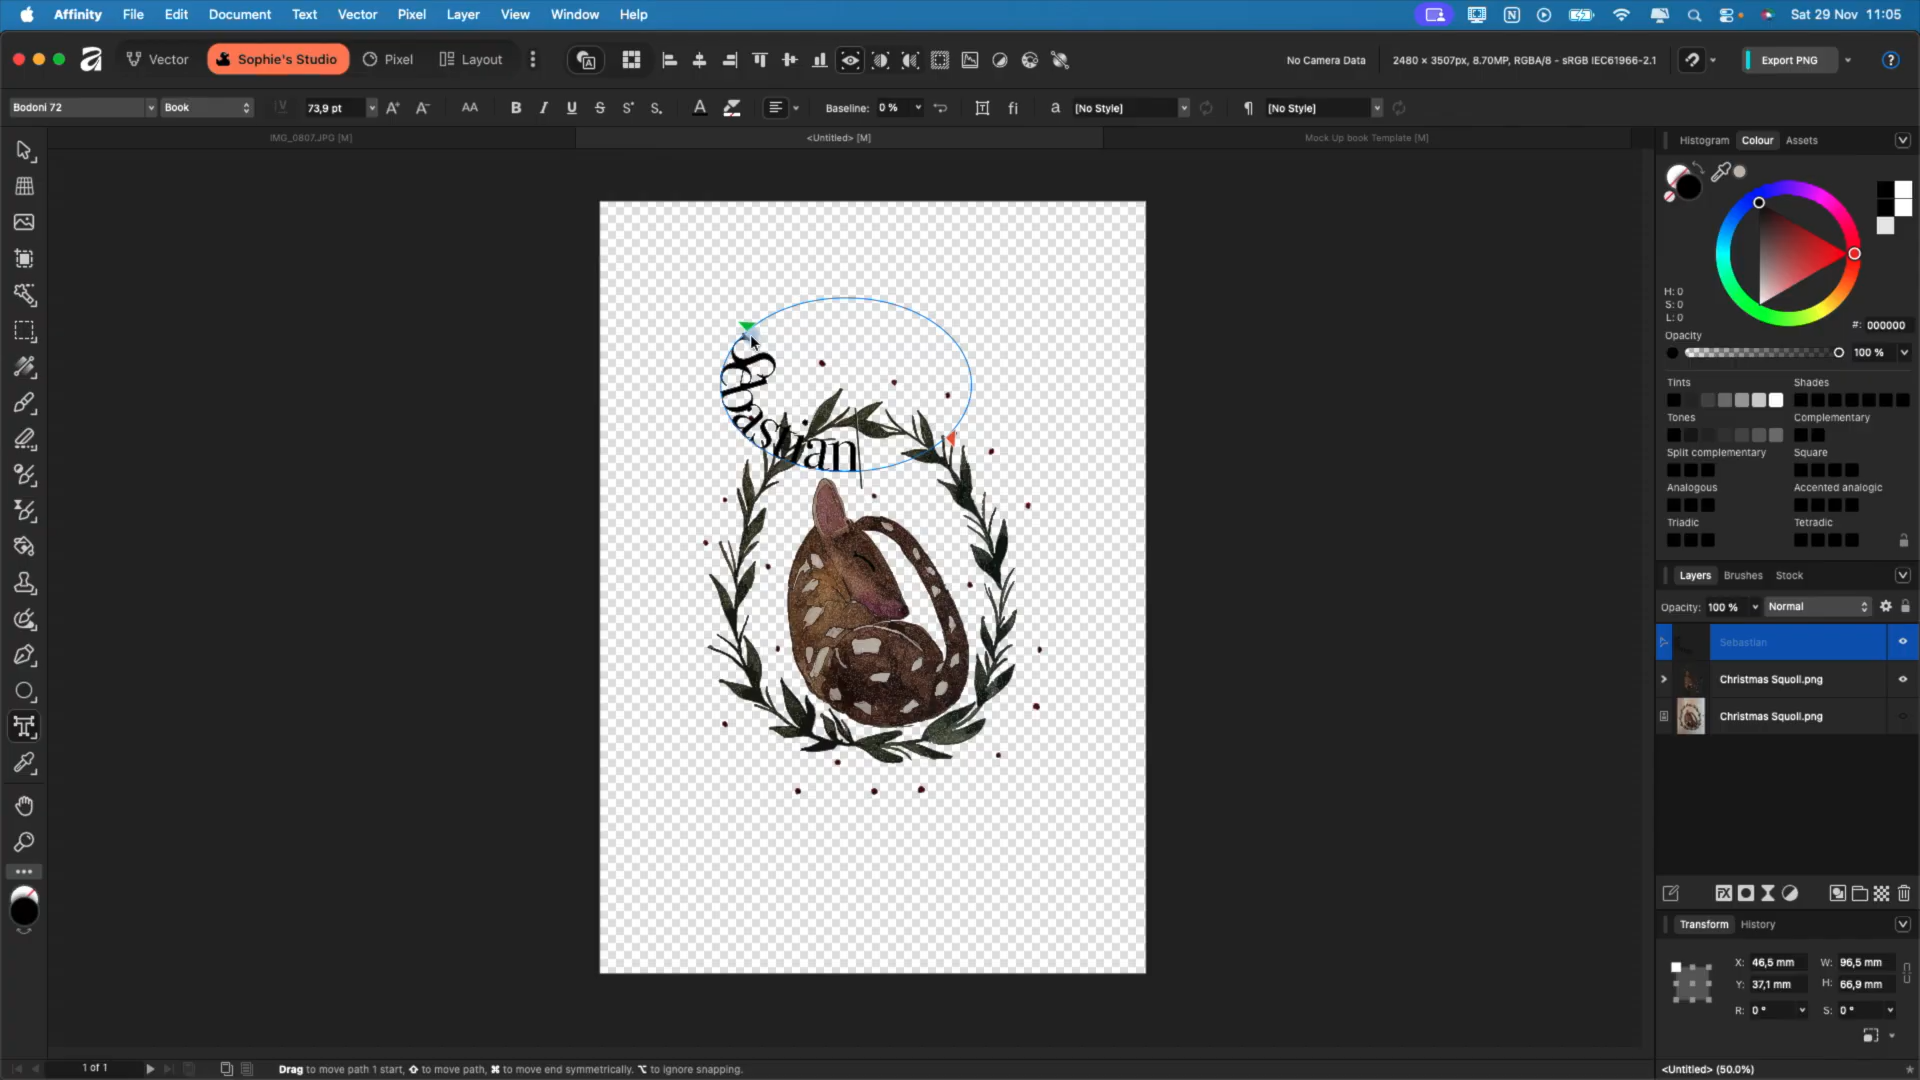 Affinity File Edit Document Text Vector Pixel Layer View Window Help Sat 29 Nov 11:05
Vector Sophie's Studio Pixel Layout No Camera Data 2480 × 3507px, 8.70MP, RGBA/8 - sRGB IEC61966-2.1 Export PNG
Bodoni 72 Book 73,9 pt AA B I U S Baseline: 0 % fi a [No Style] [No Style]
IMG_0807.JPG [M] <Untitled> [M] Mock Up book Template [M]
Histogram Colour Assets
H: 0
S: 0
L: 0
#: 000000
Opacity
100 %
Tints Shades
Tones Complementary
Split complementary Square
Analogous Accented analogic
Triadic Tetradic
Sebastian
Layers Brushes Stock
Opacity: 100 % Normal
Sebastian
Christmas Squoll.png
Christmas Squoll.png
Transform History
X: 46,5 mm W: 96,5 mm
Y: 37,1 mm H: 66,9 mm
R: 0 ° S: 0 °
1 of 1 Drag to move path 1 start, ⇧ to move path, ⌘ to move end symmetrically. ⌥ to ignore snapping. <Untitled> (50.0%)